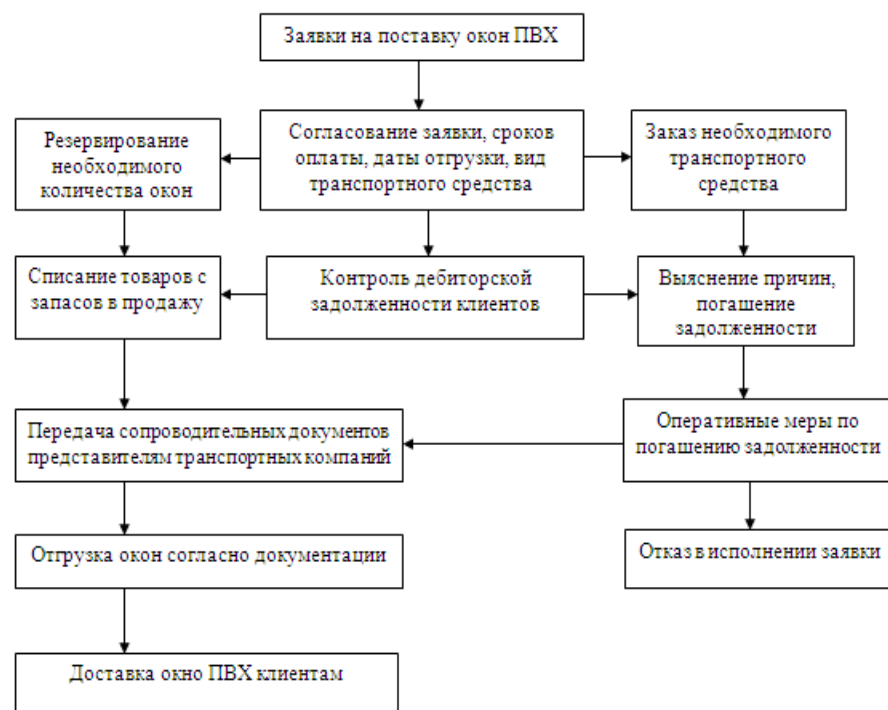 Заявки на поставку окон ПВХ
Резервирование
необходимого
количества окон
Согласование заявки, сроков
оплаты, даты отгрузки, вид
транспортного средства
Заказ необходимого
транспортного
средства
Списание товаров с
запасов в продажу
Контроль дебиторской
задолженности клиентов
Выяснение причин,
погашение
задолженности
Передача сопроводительных документов
представителям транспортных компаний
Оперативные меры по
погашению задолженности
Отгрузка окон согласно документации
Отказ в исполнении заявки
Доставка окно ПВХ клиентам